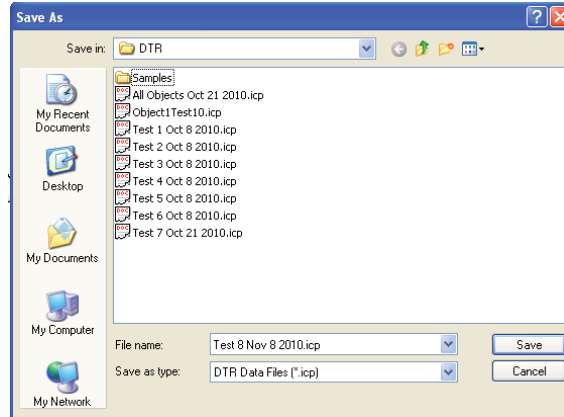 Save As
Save in: DTR
Samples
All Objects Oct 21 2010.icp
Object1Test10.icp
Test 1 Oct 8 2010.icp
Test 2 Oct 8 2010.icp
Test 3 Oct 8 2010.icp
Test 4 Oct 8 2010.icp
Test 5 Oct 8 2010.icp
Test 6 Oct 8 2010.icp
Test 7 Oct 21 2010.icp
My Recent
Documents
Desktop
My Documents
My Computer
My Network
File name: Test 8 Nov 8 2010.icp Save
Save as type: DTR Data Files (*.icp) Cancel